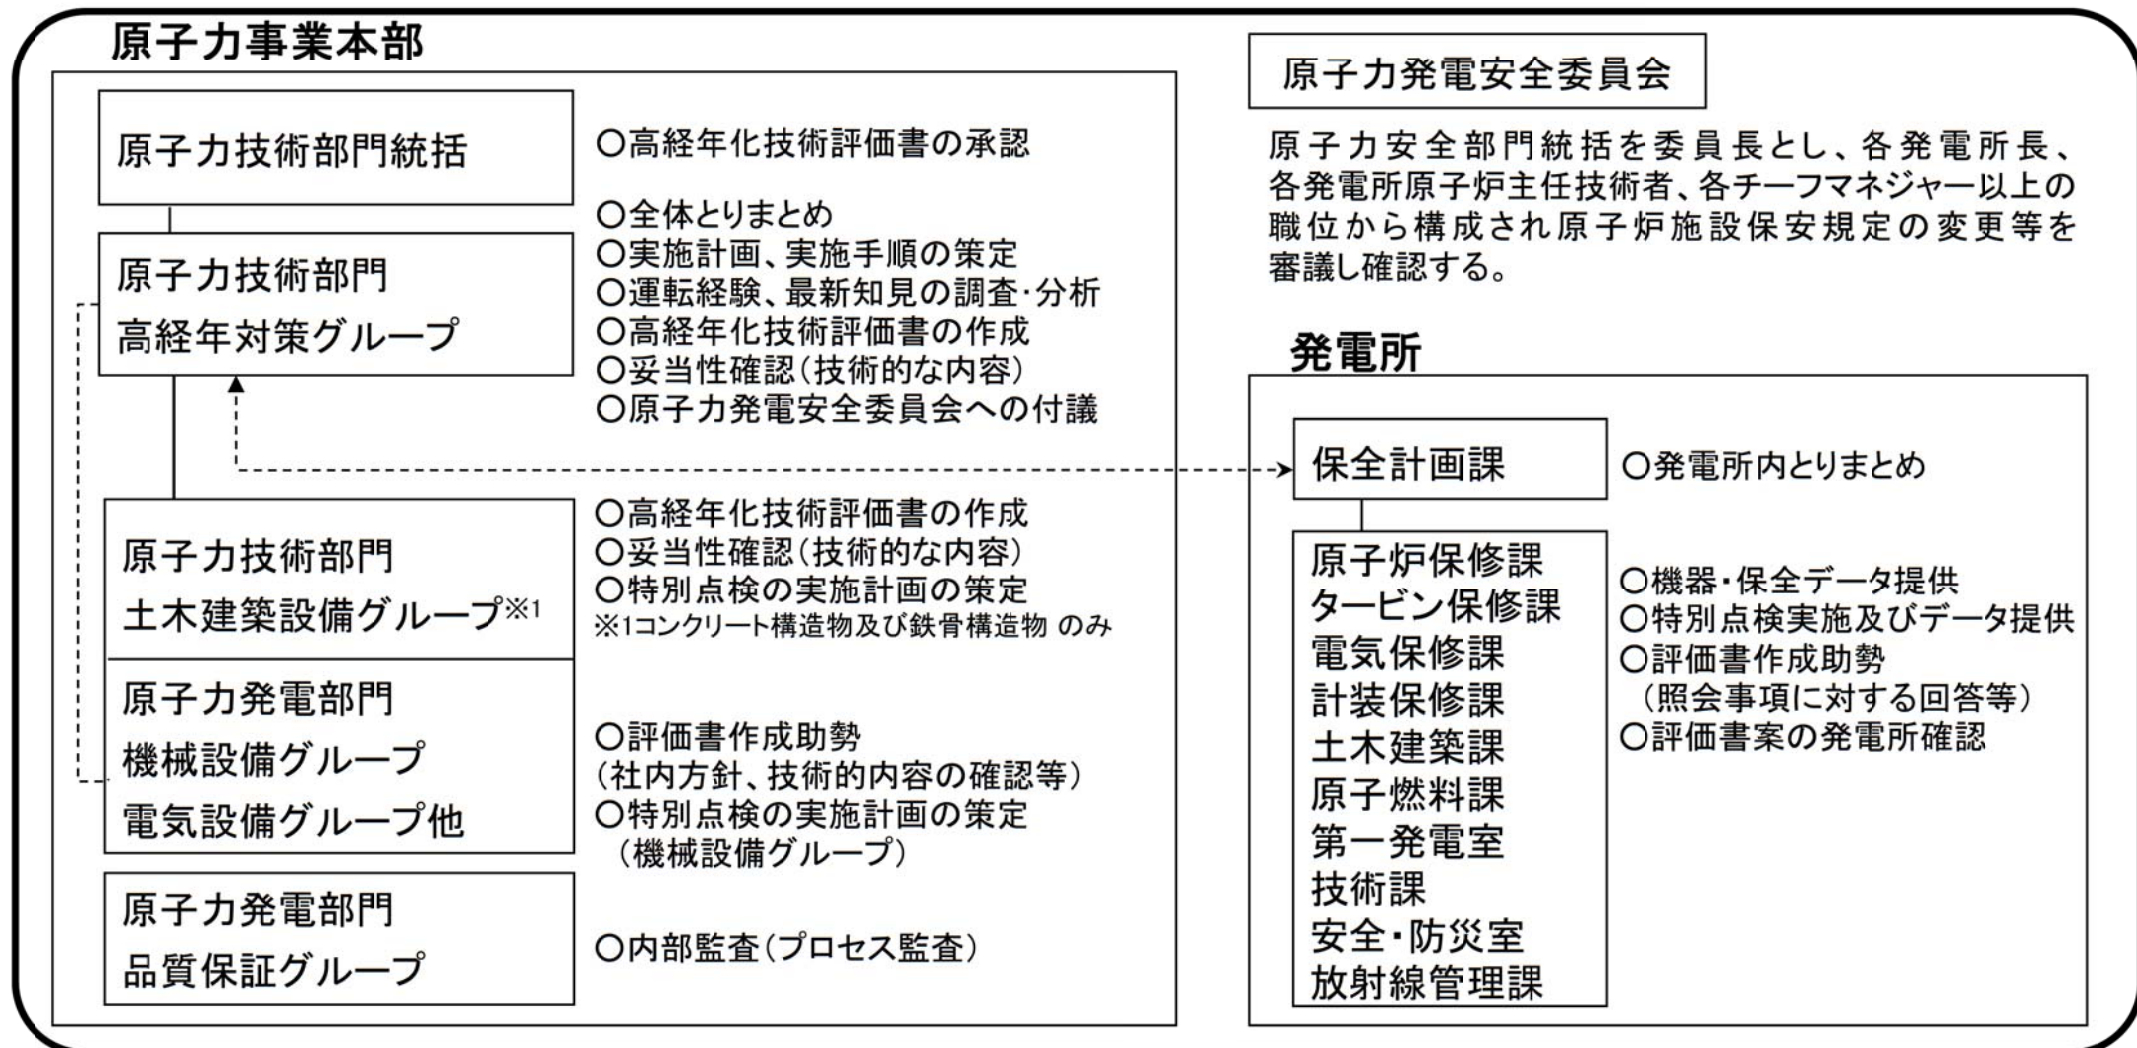 原子力事業本部
原子力技術部門統括
○高経年化技術評価書の承認
原子力技術部門
高経年対策グループ
○全体とりまとめ
○実施計画、実施手順の策定
○運転経験、最新知見の調査・分析
○高経年化技術評価書の作成
○妥当性確認(技術的な内容)
○原子力発電安全委員会への付議
原子力技術部門
土木建築設備グループ※1
○高経年化技術評価書の作成
○妥当性確認(技術的な内容)
○特別点検の実施計画の策定
※1コンクリート構造物及び鉄骨構造物 のみ
原子力発電部門
機械設備グループ
電気設備グループ他
○評価書作成助勢
(社内方針、技術的内容の確認等)
○特別点検の実施計画の策定
(機械設備グループ)
原子力発電部門
品質保証グループ
○内部監査(プロセス監査)
原子力発電安全委員会
原子力安全部門統括を委員長とし、各発電所長、
各発電所原子炉主任技術者、各チーフマネジャー以上の
職位から構成され原子炉施設保安規定の変更等を
審議し確認する。
発電所
保全計画課
○発電所内とりまとめ
原子炉保修課
タービン保修課
電気保修課
計装保修課
土木建築課
原子燃料課
第一発電室
技術課
安全・防災室
放射線管理課
○機器・保全データ提供
○特別点検実施及びデータ提供
○評価書作成助勢
(照会事項に対する回答等)
○評価書案の発電所確認